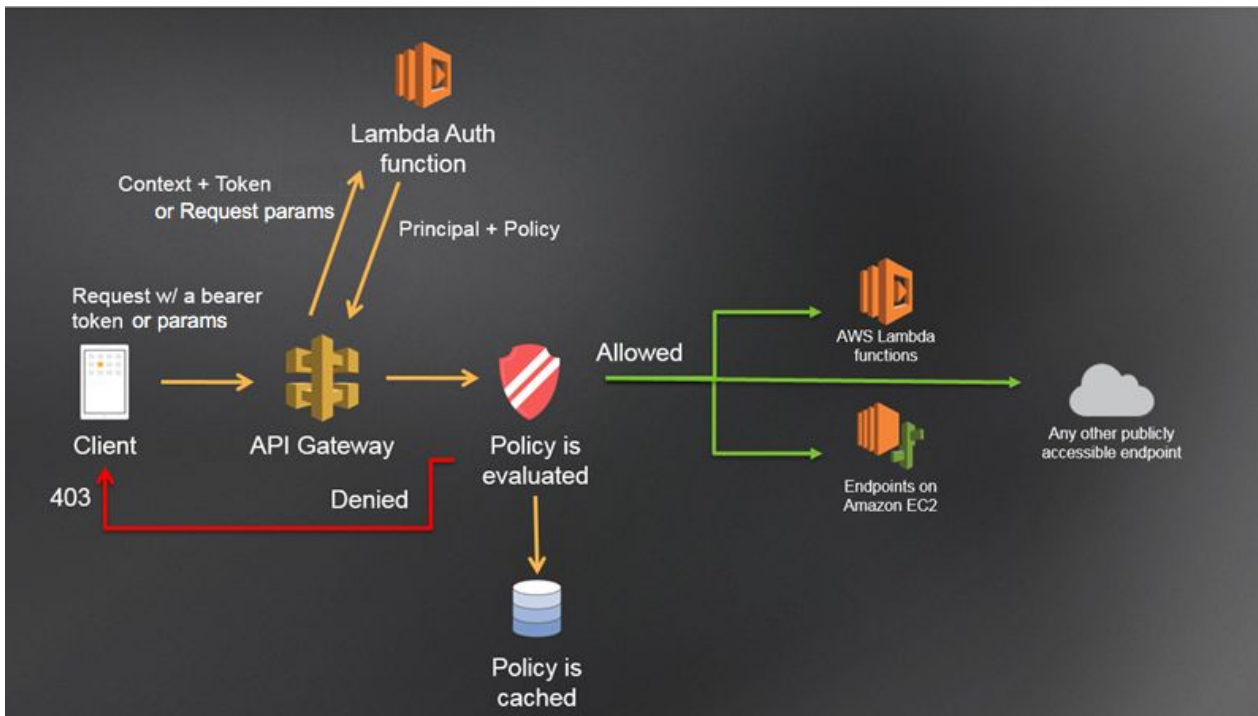 Lambda Auth
function
Context + Token
or Request params
Principal + Policy
Request w/ a bearer
token or params
Client
API Gateway
Policy is
evaluated
Allowed
AWS Lambda
functions
Endpoints on
Amazon EC2
Any other publicly
accessible endpoint
403
Denied
Policy is
cached